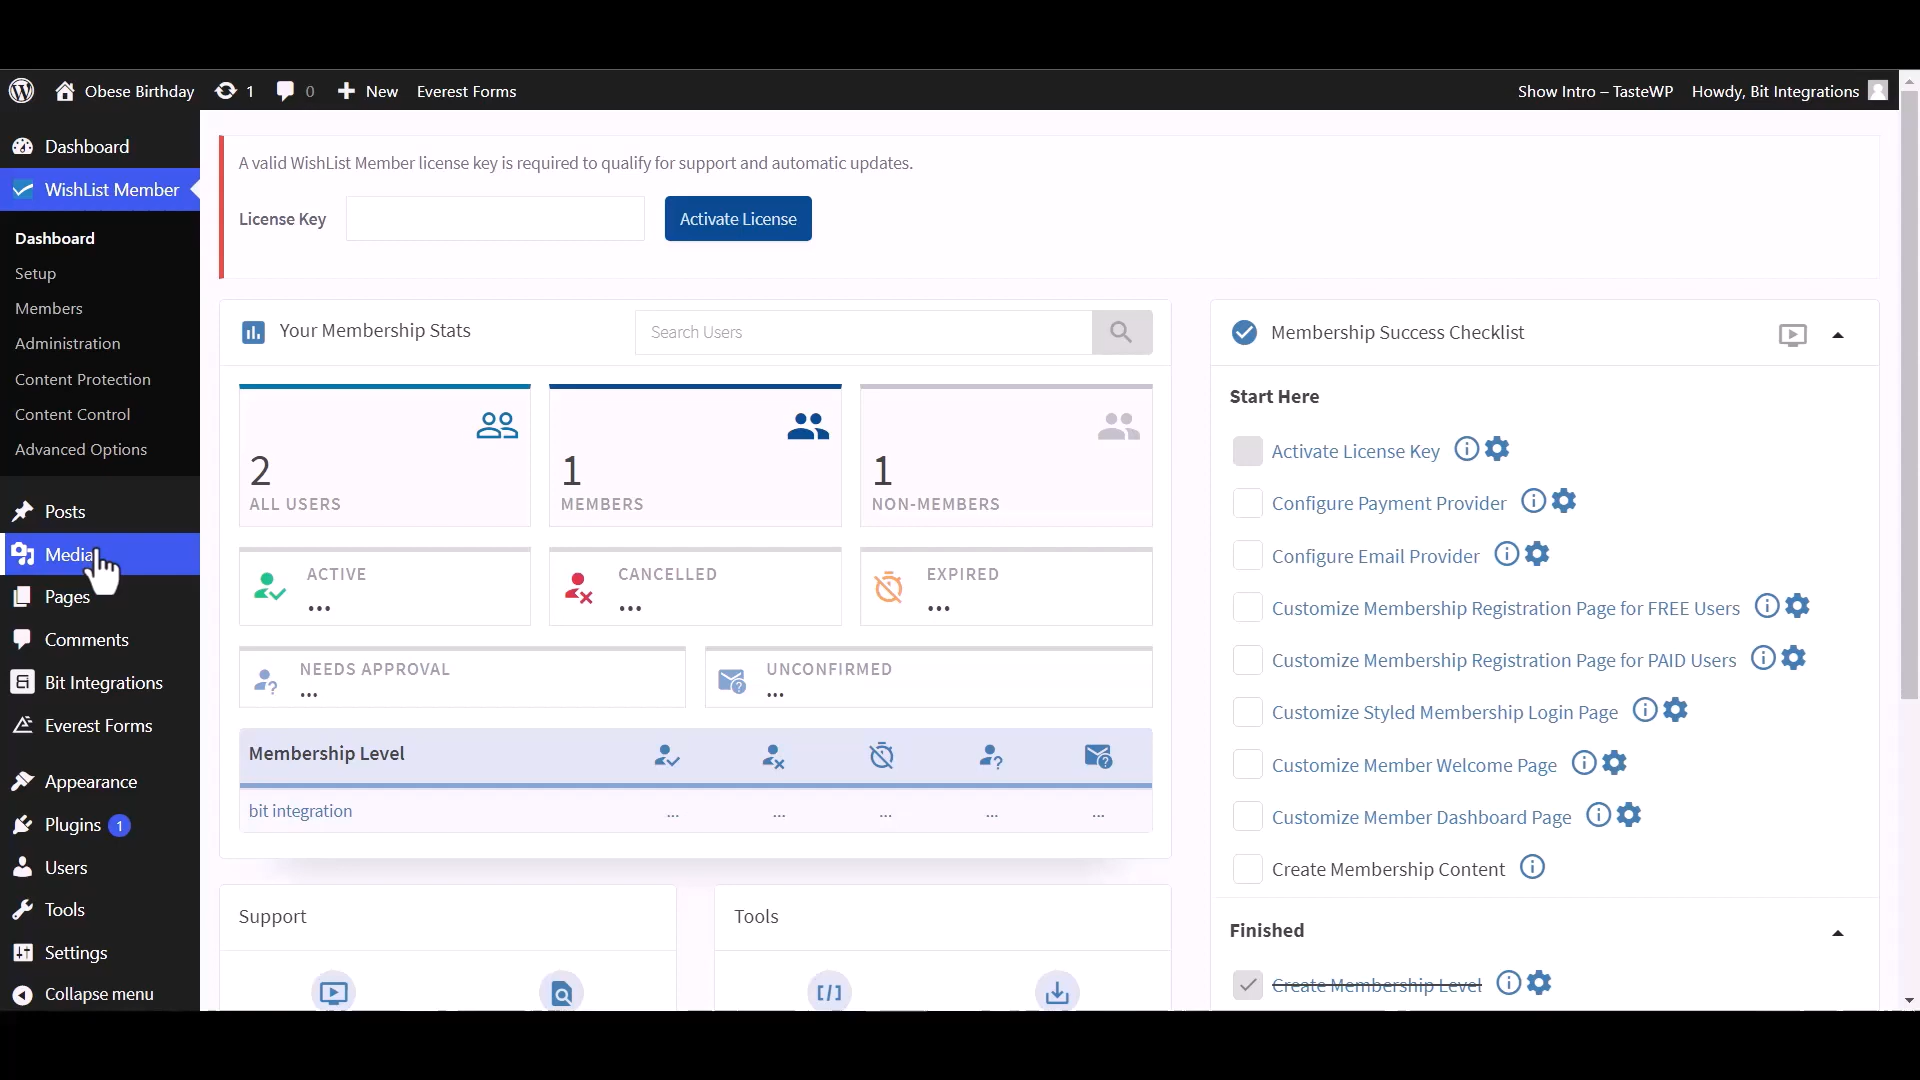 Obese Birthday 1 0 New Everest Forms Show Intro – TasteWP Howdy, Bit Integrations
Dashboard
WishList Member
Dashboard
Setup
Members
Administration
Content Protection
Content Control
Advanced Options
Posts
Media
Pages
Comments
Bit Integrations
Everest Forms
Appearance
Plugins 1
Users
Tools
Settings
Collapse menu
A valid WishList Member license key is required to qualify for support and automatic updates.
License Key Activate License
Your Membership Stats Search Users
2 1 1
ALL USERS MEMBERS NON-MEMBERS
ACTIVE CANCELLED EXPIRED
... ... ...
NEEDS APPROVAL UNCONFIRMED
... ...
Membership Level
bit integration ... ... ... ... ...
Support Tools
Membership Success Checklist
Start Here
Activate License Key
Configure Payment Provider
Configure Email Provider
Customize Membership Registration Page for FREE Users
Customize Membership Registration Page for PAID Users
Customize Styled Membership Login Page
Customize Member Welcome Page
Customize Member Dashboard Page
Create Membership Content
Finished
Create Membership Level